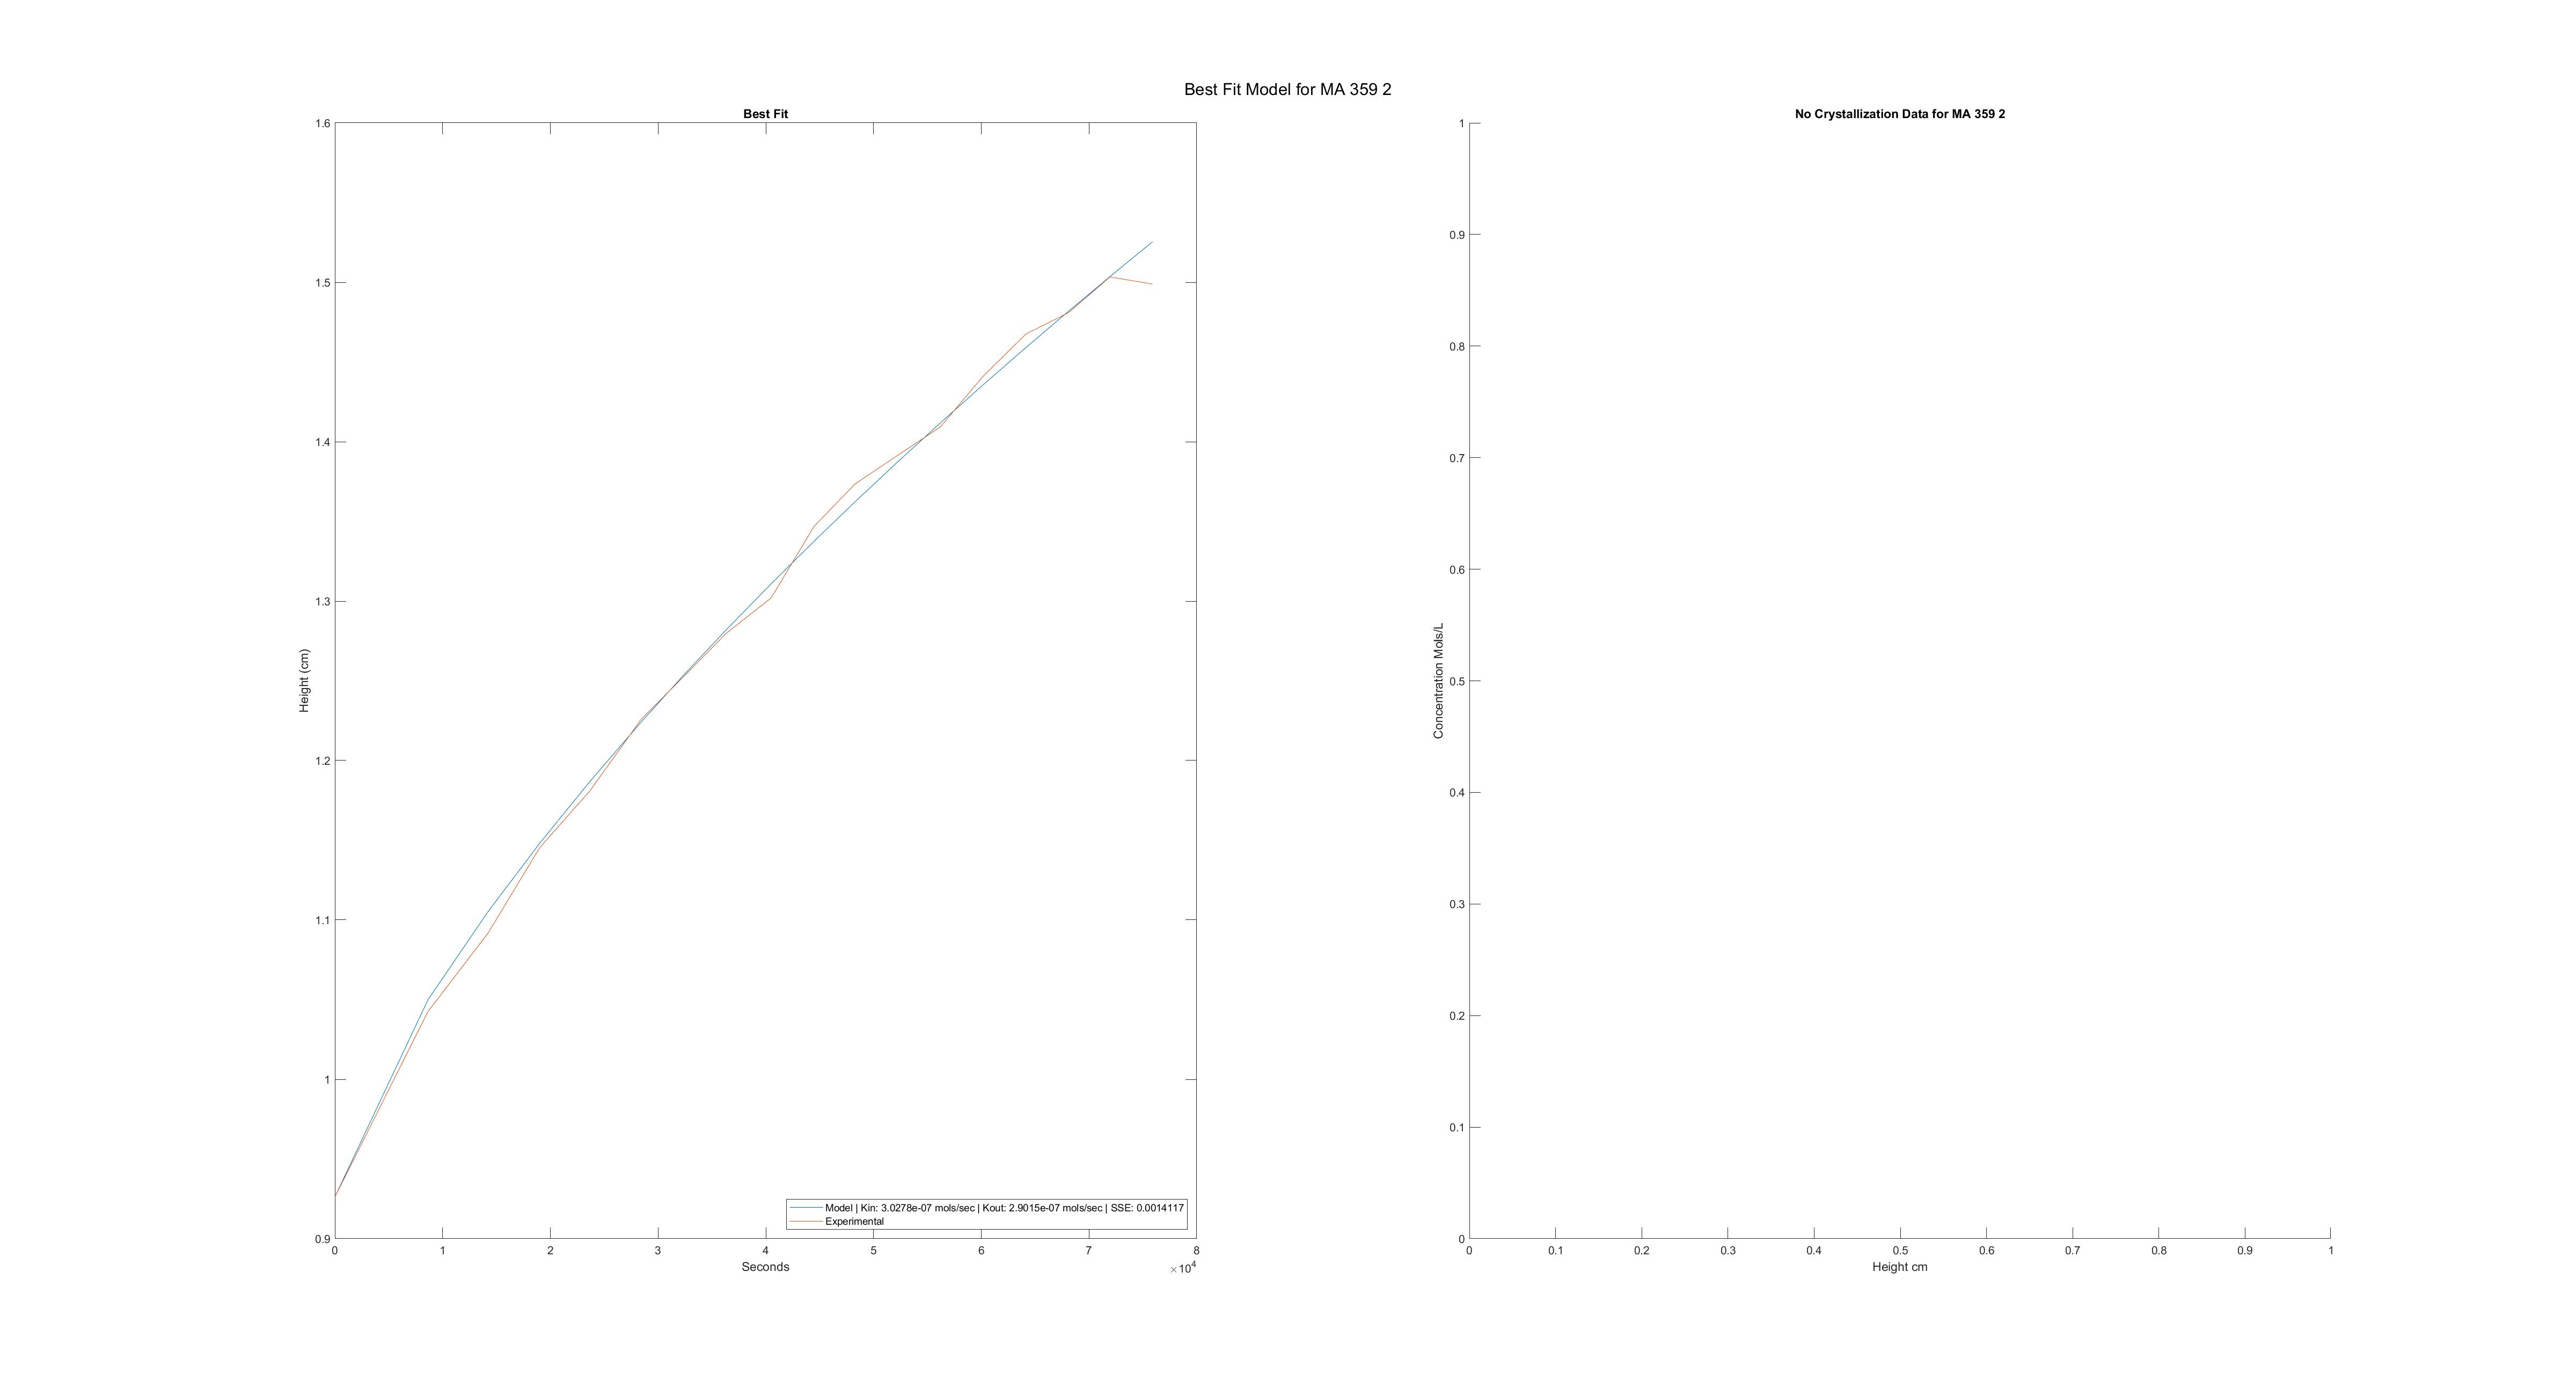 Best Fit Model for MA 359 2
Best Fit
1.6
1.5
1.4
1.3
1.2
1.1
1
0.9
Height (cm)
0 1 2 3 4 5 6 7 8
Seconds
×10^4
Model | Kin: 3.0278e-07 mols/sec | Kout: 2.9015e-07 mols/sec | SSE: 0.0014117
Experimental
No Crystallization Data for MA 359 2
1
0.9
0.8
0.7
0.6
0.5
0.4
0.3
0.2
0.1
0
Concentration Mols/L
0 0.1 0.2 0.3 0.4 0.5 0.6 0.7 0.8 0.9 1
Height cm